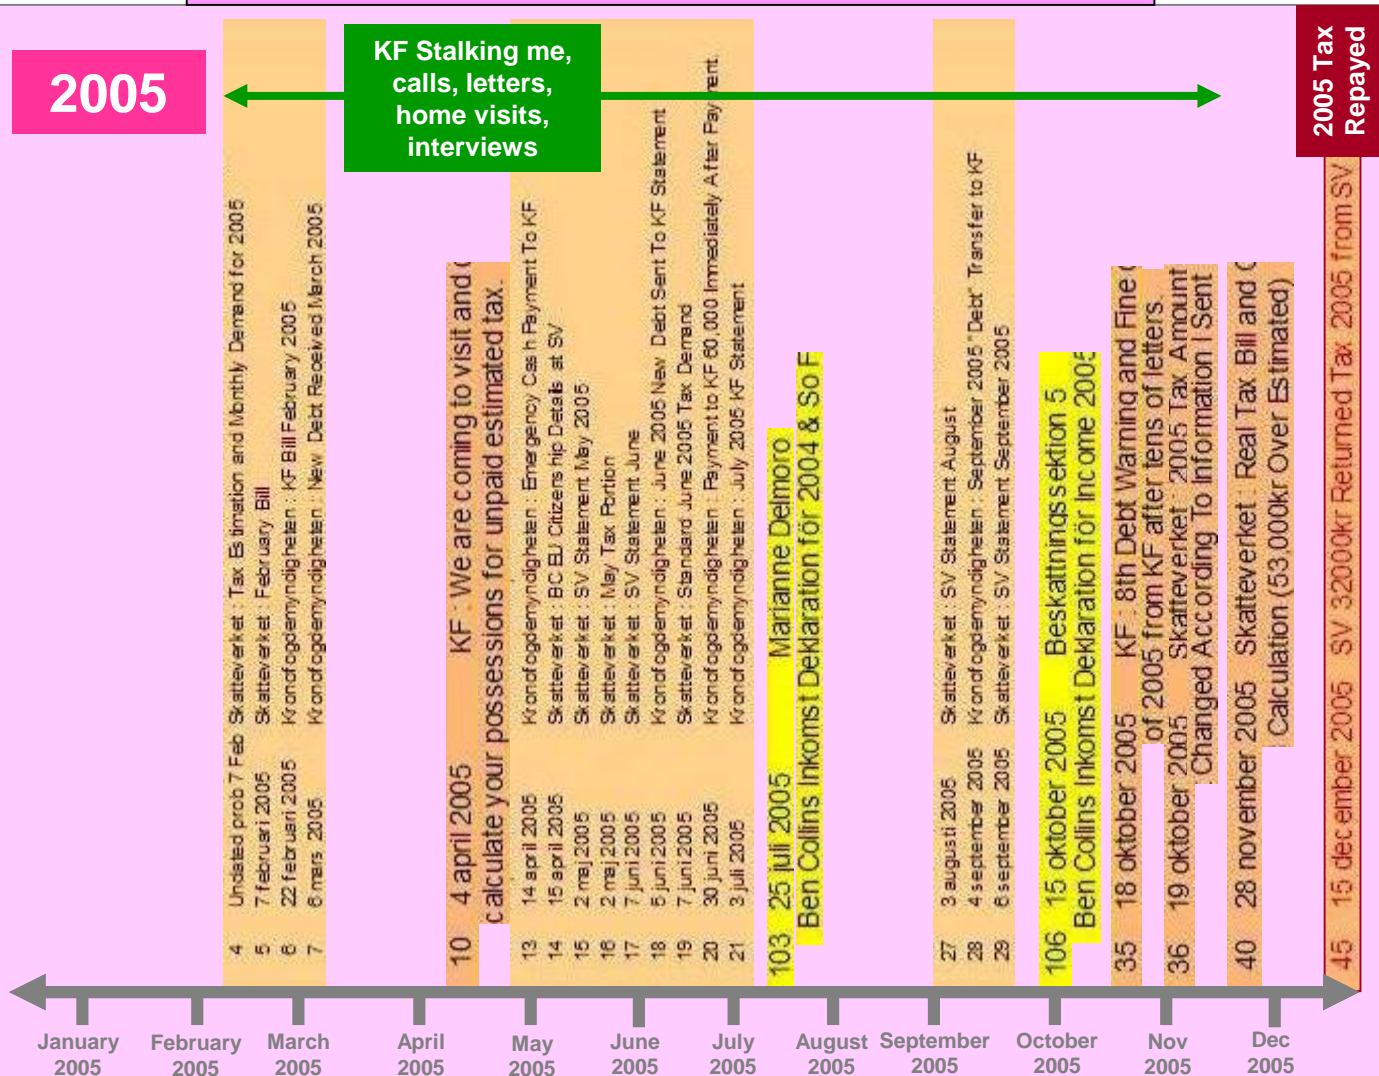 2005
KF Stalking me,
calls, letters,
home visits,
interviews
2005 Tax
Repayed
4 Undated prob 7 Feb Skatteverket : Tax Estimation and Monthly Demand for 2005
5 7 februari 2005 Skatteverket : February Bill
6 22 februari 2005 Kronofogdemyndigheten : KF Bill February 2005
7 6 mars 2005 Kronofogdemyndigheten : New Debt Received March 2005
10 4 april 2005 KF : We are coming to visit and
calculate your possessions for unpaid estimated tax.
13 14 april 2005 Kronofogdemyndigheten : Emergency Cash Payment To KF
14 15 april 2005 Skatteverket : BC EU Citizenship Details at SV
15 2 maj 2005 Skatteverket : SV Statement May 2005
16 2 maj 2005 Skatteverket : May Tax Portion
17 7 juni 2005 Skatteverket : SV Statement June
18 5 juni 2005 Kronofogdemyndigheten : June 2005 New Debt Sent To KF Statement
19 7 juni 2005 Skatteverket : Standard June 2005 Tax Demand
20 30 juni 2005 Kronofogdemyndigheten : Payment to KF 60,000 Immediately After Payment.
21 3 juli 2005 Kronofogdemyndigheten : July 2005 KF Statement
103 25 juli 2005 Marianne Delmoro
Ben Collins Inkomst Deklaration för 2004 & So F
27 3 augusti 2005 Skatteverket : SV Statement August
28 4 september 2005 Kronofogdemyndigheten : September 2005 "Debt" Transfer to KF
29 6 september 2005 Skatteverket : SV Statement September 2005
106 15 oktober 2005 Beskattningssektion 5
Ben Collins Inkomst Deklaration för Income 2005
35 18 oktober 2005 KF : 8th Debt Warning and Fine
of 2005 from KF after tens of letters.
36 19 oktober 2005 Skatteverket : 2005 Tax Amount
Changed According To Information I Sent
40 28 november 2005 Skatteverket : Real Tax Bill and
Calculation (53,000kr Over Estimated)
45 15 december 2005 SV 32000kr Returned Tax 2005 from SV
January
2005
February
2005
March
2005
April
2005
May
2005
June
2005
July
2005
August
2005
September
2005
October
2005
Nov
2005
Dec
2005